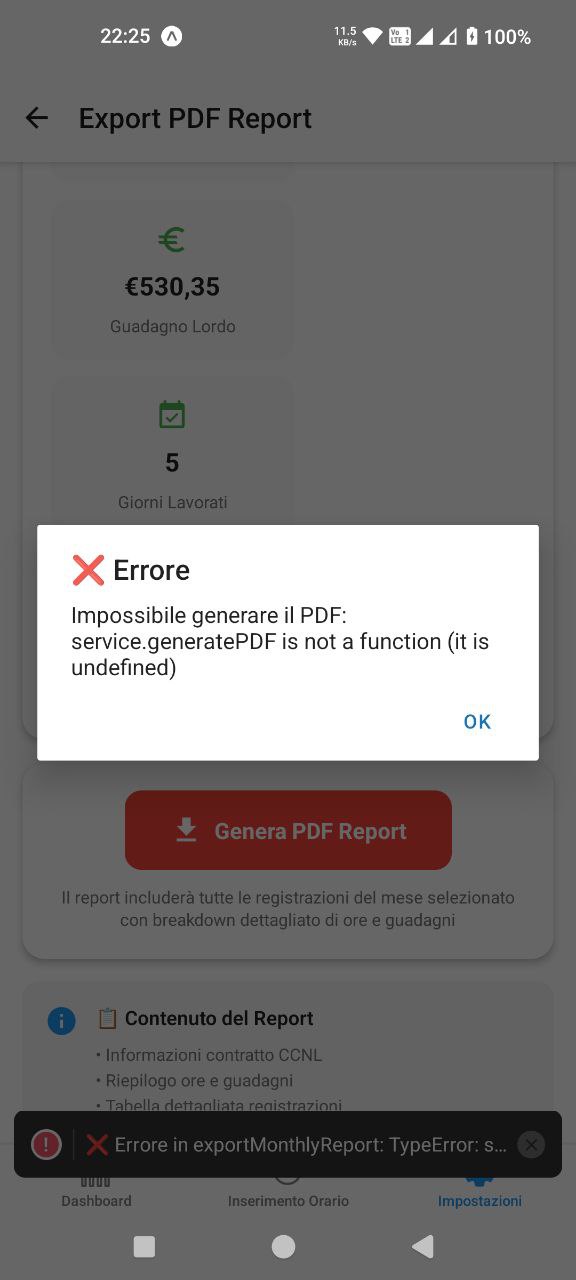 22:25
11.5
KB/s
Vo 1
LTE 2
100%
Export PDF Report
€530,35
Guadagno Lordo
5
Giorni Lavorati
❌ Errore
Impossibile generare il PDF:
service.generatePDF is not a function (it is
undefined)
OK
Genera PDF Report
Il report includerà tutte le registrazioni del mese selezionato
con breakdown dettagliato di ore e guadagni
📋 Contenuto del Report
• Informazioni contratto CCNL
• Riepilogo ore e guadagni
• Tabella dettagliata registrazioni
❌ Errore in exportMonthlyReport: TypeError: s...
Dashboard
Inserimento Orario
Impostazioni